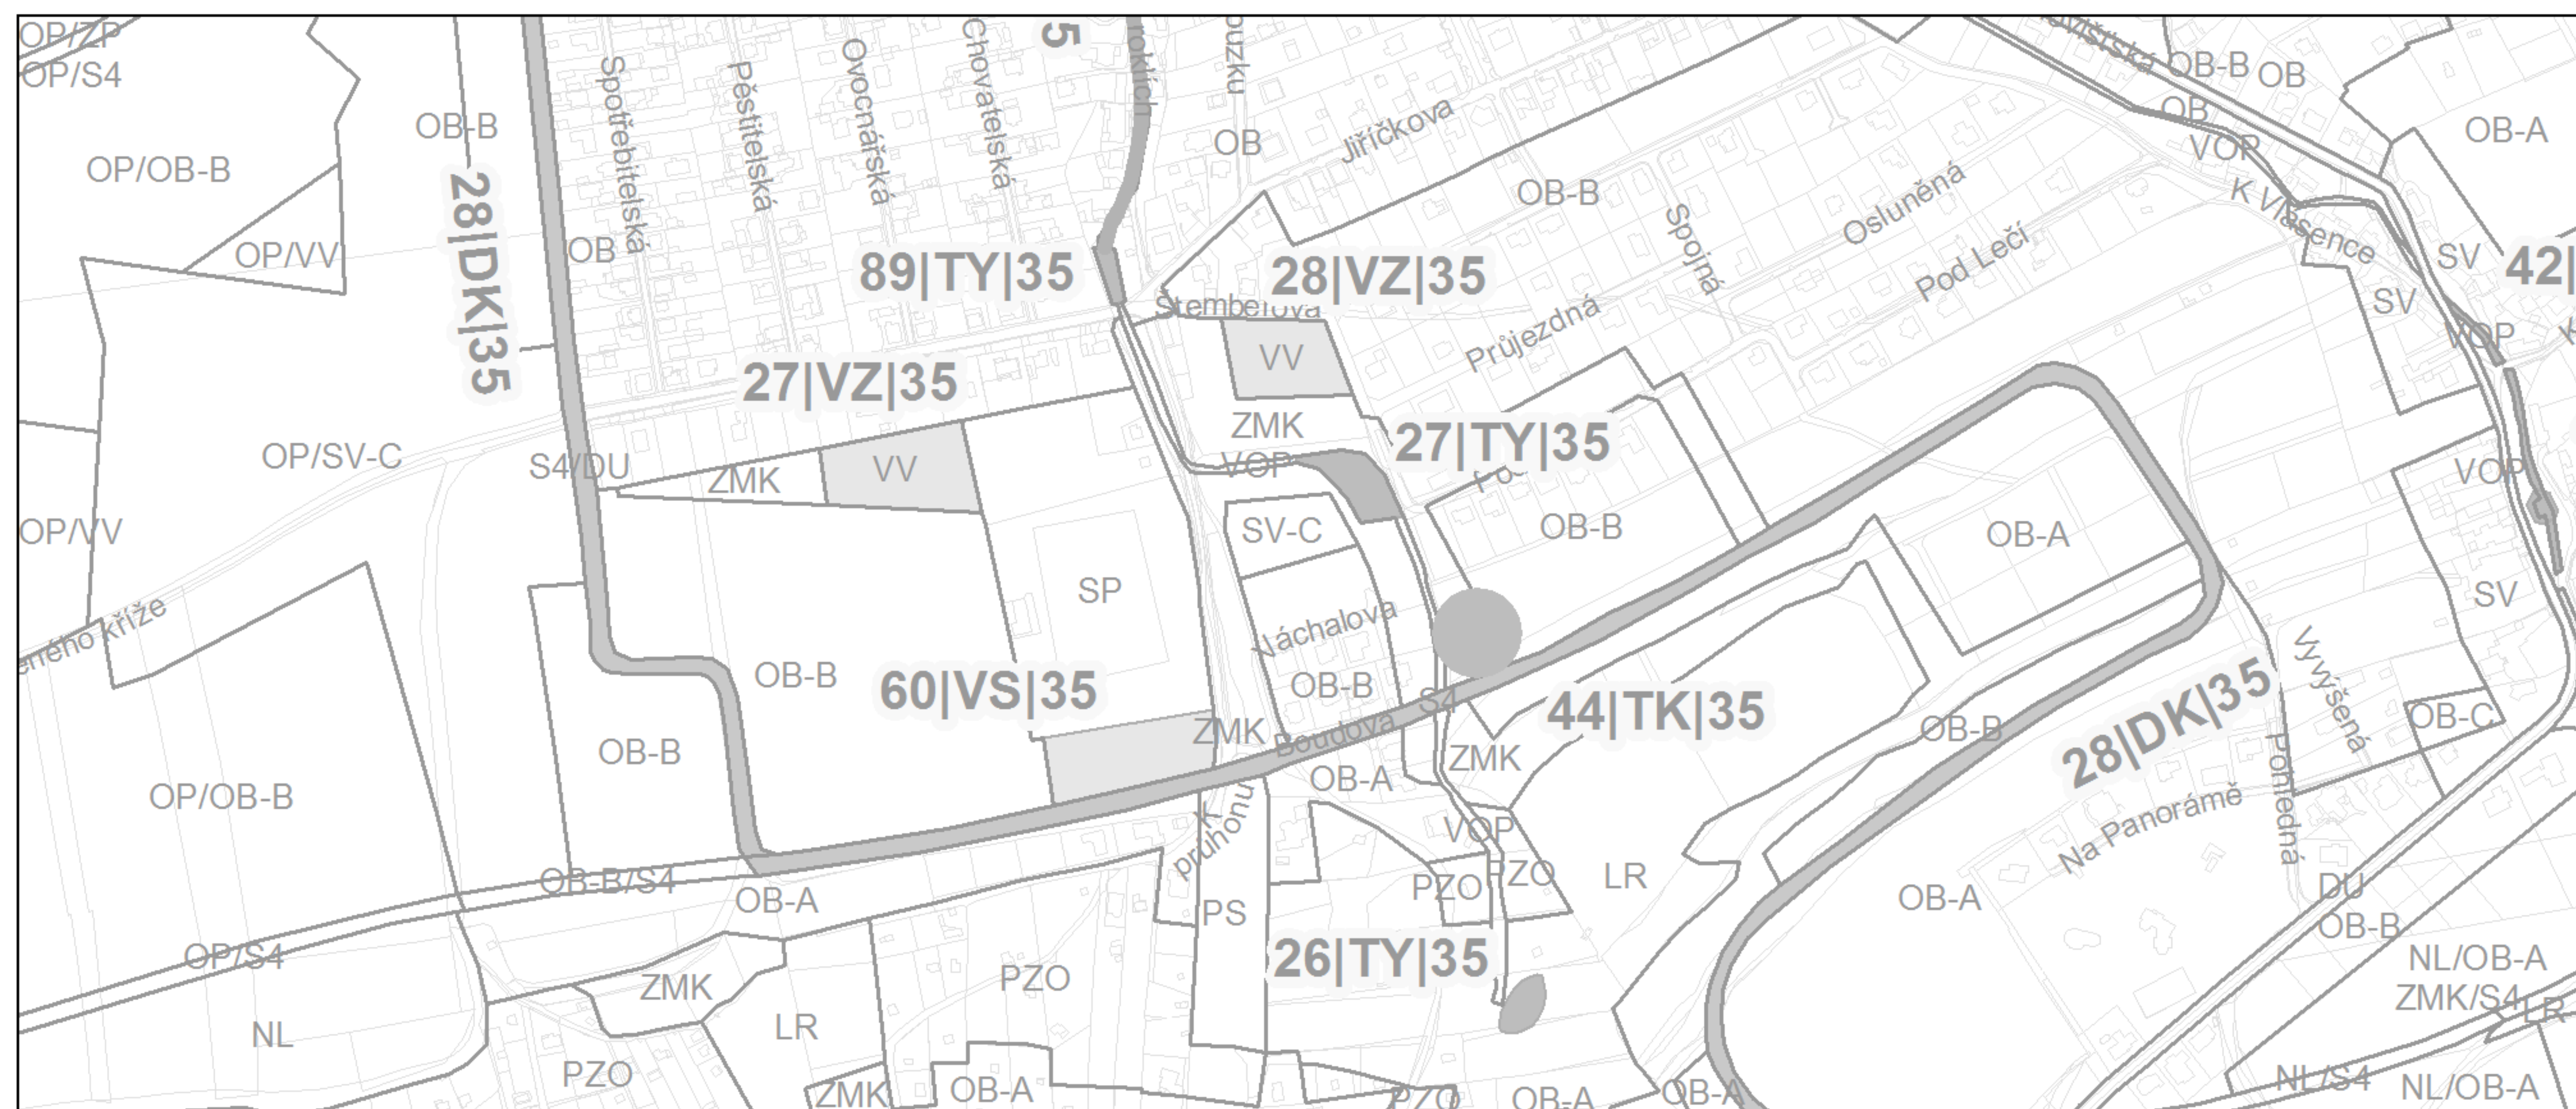 OP/ZP
OP/S4
OB-B
OP/OB-B
OP/VV
28|DK|35
Spotřebitelská
Pěstitelská
Ovocnářská
Chovatelská
5
OB
OB
Jiříčkova
OB-B
Spojná
Osluněná
Pod Lečí
Průjezdná
OB-B
OB
OB
VOP
K Vlásence
OB-A
SV
SV
42|
VOP
89|TY|35
28|VZ|35
VV
27|VZ|35
ZMK
27|TY|35
VOP
OP/SV-C
S4/DU
ZMK
VV
OP/VV
SV-C
OB-B
OB-A
VOP
SP
SV
Váchalova
OB-B
60|VS|35
OB-B
S4
44|TK|35
ZMK
Boudova
ZMK
OB-B
28|DK|35
Vyvýšená
OB-C
Pohledná
Na Panorámě
OB-B
OP/OB-B
OB-A
K
průhonu
VOP
PZO
PZO
LR
OB-B/S4
OB-A
PS
OB-A
DU
OB-B
OP/S4
26|TY|35
NL/OB-A
ZMK/S4
LR
ZMK
PZO
NL
LR
PZO
ZMK
OB-A
PZO
OB-A
OB-A
NL/S4
NL/OB-A